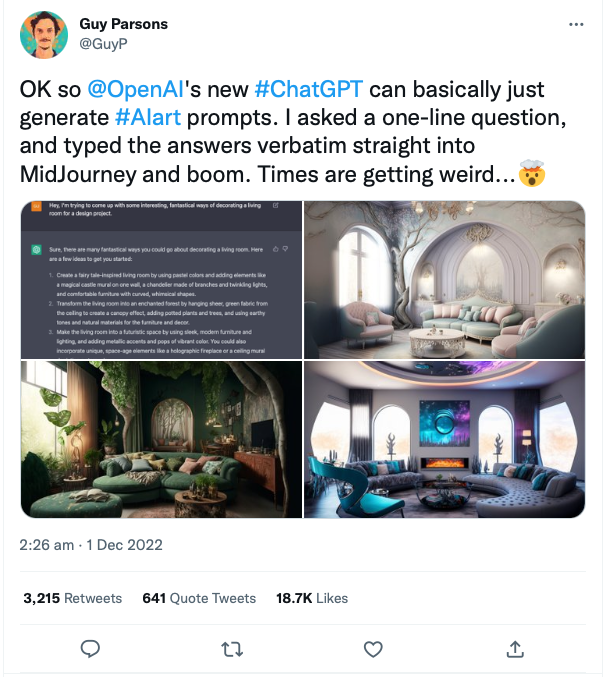 Guy Parsons
@GuyP
OK so @OpenAI's new #ChatGPT can basically just
generate #AIart prompts. I asked a one-line question,
and typed the answers verbatim straight into
MidJourney and boom. Times are getting weird...🤯
Hey, I'm trying to come up with some interesting, fantastical ways of decorating a living
room for a design project.
Sure, there are many fantastical ways you could go about decorating a living room. Here
are a few ideas to get you started:
1. Create a fairy tale-inspired living room by using pastel colors and adding elements like
a magical castle mural on one wall, a chandelier made of branches and twinkling lights,
and comfortable furniture with curved, whimsical shapes.
2. Transform the living room into an enchanted forest by hanging sheer, green fabric from
the ceiling to create a canopy effect, adding potted plants and trees, and using earthy
tones and natural materials for the furniture and decor.
3. Make the living room into a futuristic space by using sleek, modern furniture and
lighting, and adding metallic accents and pops of vibrant color. You could also
incorporate unique, space-age elements like a holographic fireplace or a ceiling mural
2:26 am · 1 Dec 2022
3,215 Retweets 641 Quote Tweets 18.7K Likes